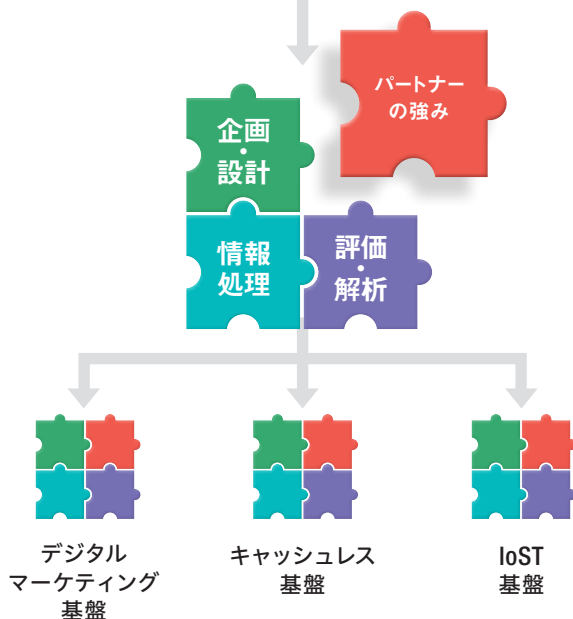 パートナー
の強み
企画
・
設計
情報
処理
評価
・
解析
デジタル
マーケティング
基盤
キャッシュレス
基盤
IoST
基盤